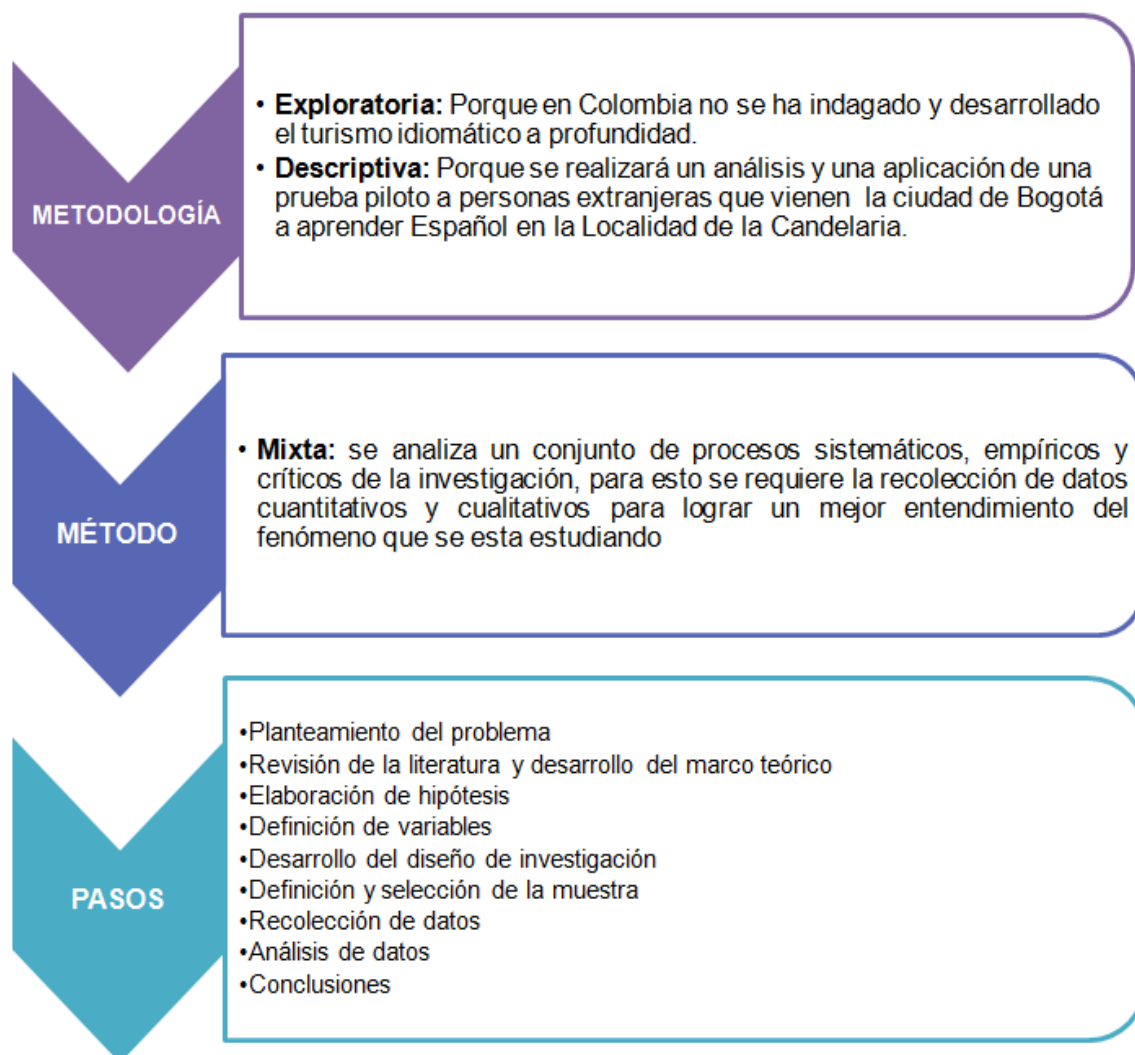 METODOLOGÍA
• Exploratoria: Porque en Colombia no se ha indagado y desarrollado
el turismo idiomático a profundidad.
• Descriptiva: Porque se realizará un análisis y una aplicación de una
prueba piloto a personas extranjeras que vienen la ciudad de Bogotá
a aprender Español en la Localidad de la Candelaria.
MÉTODO
• Mixta: se analiza un conjunto de procesos sistemáticos, empíricos y
críticos de la investigación, para esto se requiere la recolección de datos
cuantitativos y cualitativos para lograr un mejor entendimiento del
fenómeno que se esta estudiando
PASOS
•Planteamiento del problema
•Revisión de la literatura y desarrollo del marco teórico
•Elaboración de hipótesis
•Definición de variables
•Desarrollo del diseño de investigación
•Definición y selección de la muestra
•Recolección de datos
•Análisis de datos
•Conclusiones